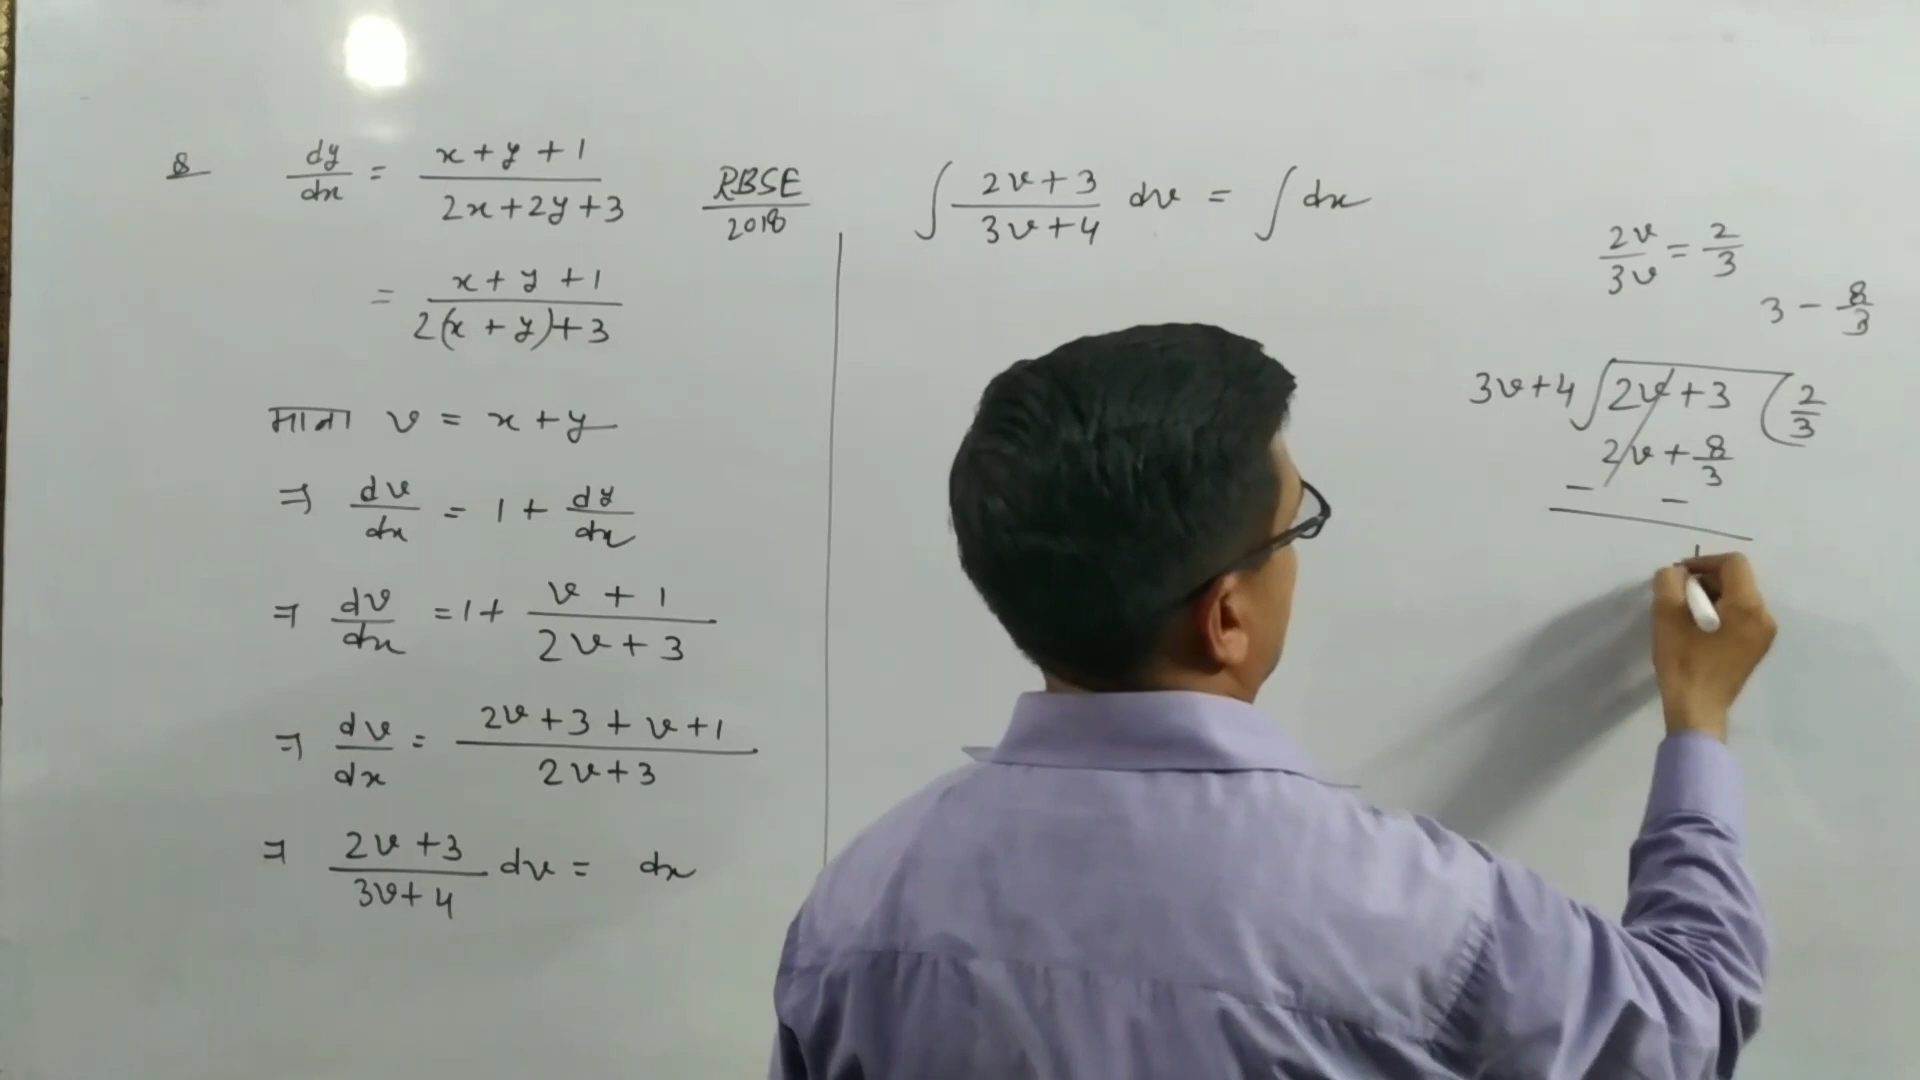 Q dy/dx = (x + y + 1)/(2x + 2y + 3) RBSE/2018
= (x + y + 1)/(2(x + y) + 3)
माना v = x + y
⇒ dv/dx = 1 + dy/dx
⇒ dv/dx = 1 + (v + 1)/(2v + 3)
⇒ dv/dx = (2v + 3 + v + 1)/(2v + 3)
⇒ (2v + 3)/(3v + 4) dv = dx
∫ (2v + 3)/(3v + 4) dv = ∫ dx
2v/3v = 2/3
3 - 8/3
3v + 4 √ 2v + 3 ( 2/3
2v + 8/3
- -
1